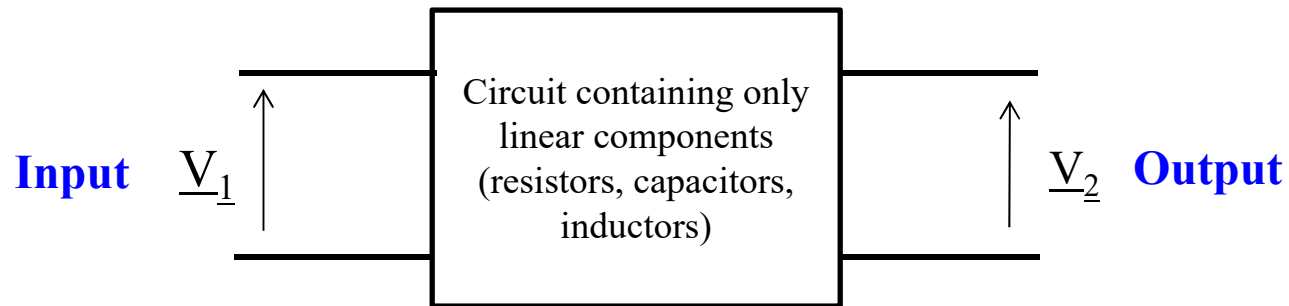 Circuit containing only
linear components
(resistors, capacitors,
inductors)
Input V1
V2 Output